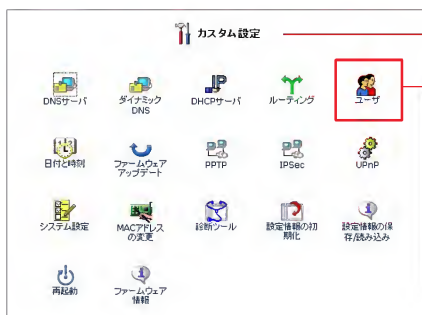 カスタム設定
DNSサーバ
ダイナミック
DNS
DHCPサーバ
ルーティング
ユーザ
日付と時刻
ファームウェア
アップデート
PPTP
IPSec
UPnP
システム設定
MACアドレス
の変更
診断ツール
設定情報の初
期化
設定情報の保
存/読み込み
再起動
ファームウェア
情報